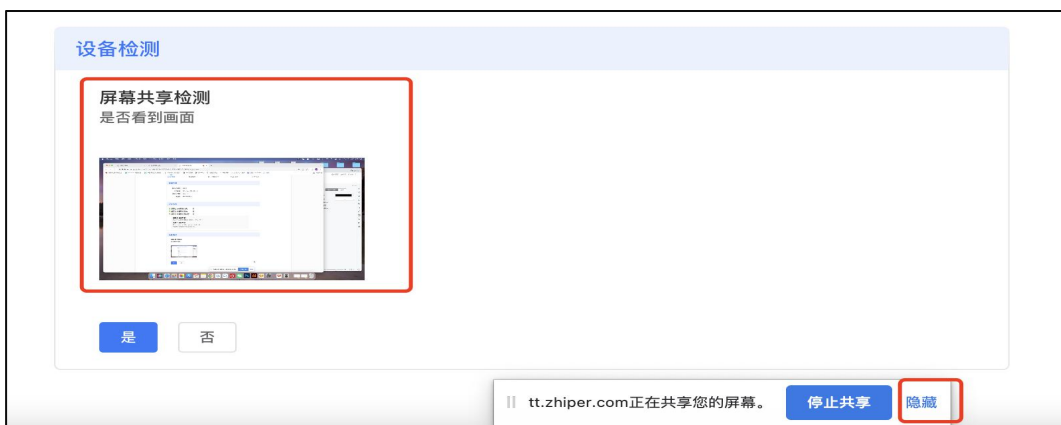 设备检测
屏幕共享检测
是否看到画面
是
否
tt.zhiper.com正在共享您的屏幕。
停止共享
隐藏